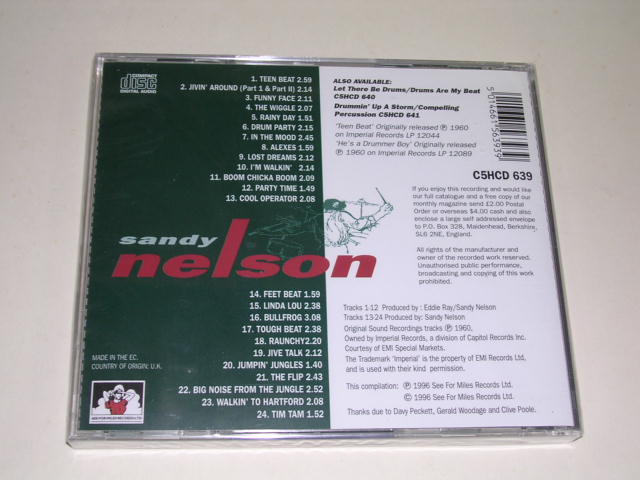 COMPACT
disc
DIGITAL AUDIO
1. TEEN BEAT 2.59
2. JIVIN' AROUND (Part 1 & Part II) 2.14
3. FUNNY FACE 2.11
4. THE WIGGLE 2.07
5. RAINY DAY 1.51
6. DRUM PARTY 2.15
7. IN THE MOOD 2.45
8. ALEXES 1.59
9. LOST DREAMS 2.12
10. I'M WALKIN' 2.14
11. BOOM CHICKA BOOM 2.09
12. PARTY TIME 1.49
13. COOL OPERATOR 2.08
sandy
nelson
14. FEET BEAT 1.59
15. LINDA LOU 2.38
16. BULLFROG 3.08
17. TOUGH BEAT 2.38
18. RAUNCHY2.20
19. JIVE TALK 2.12
20. JUMPIN' JUNGLES 1.40
21. THE FLIP 2.43
22. BIG NOISE FROM THE JUNGLE 2.52
23. WALKIN' TO HARTFORD 2.08
24. TIM TAM 1.52
MADE IN THE EC.
COUNTRY OF ORIGIN: U.K.
ALSO AVAILABLE:
Let There Be Drums/Drums Are My Beat
C5HCD 640
Drummin' Up A Storm/Compelling
Percussion C5HCD 641
'Teen Beat' Originally released ℗ 1960
on Imperial Records LP 12044
'He's a Drummer Boy' Originally released
℗ 1960 on Imperial Records LP 12089
5 014661 563939
C5HCD 639
If you enjoy this recording and would like
our full catalogue and a free copy of our
monthly magazine send £2.00 Postal
Order or overseas $4.00 cash and also
enclose a large self addressed envelope
to P.O. Box 328, Maidenhead, Berkshire,
SL6 2NE, England.
All rights of the manufacturer and
owner of the recorded work reserved.
Unauthorised public performance,
broadcasting and copying of this work
prohibited.
Tracks 1-12 Produced by : Eddie Ray/Sandy Nelson
Tracks 13-24 Produced by: Sandy Nelson
Original Sound Recordings tracks ℗ 1960,
Owned by Imperial Records, a division of Capitol Records Inc.
Courtesy of EMI Special Markets.
The Trademark 'Imperial' is the property of EMI Records Ltd,
and is used with their kind permission.
This compilation: ℗ 1996 See For Miles Records Ltd.
© 1996 See For Miles Records Ltd.
Thanks due to Davy Peckett, Gerald Woodage and Clive Poole.